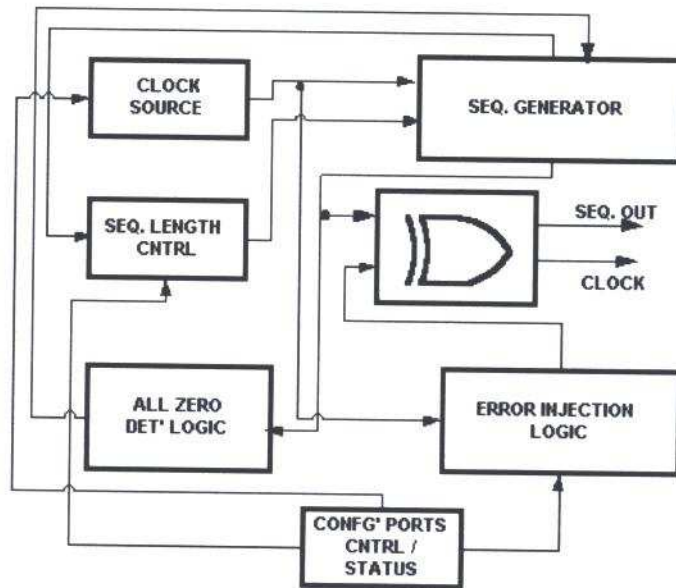 CLOCK
SOURCE
SEQ. GENERATOR
SEQ. LENGTH
CNTRL
SEQ. OUT
CLOCK
ALL ZERO
DET' LOGIC
ERROR INJECTION
LOGIC
CONFG' PORTS
CNTRL /
STATUS